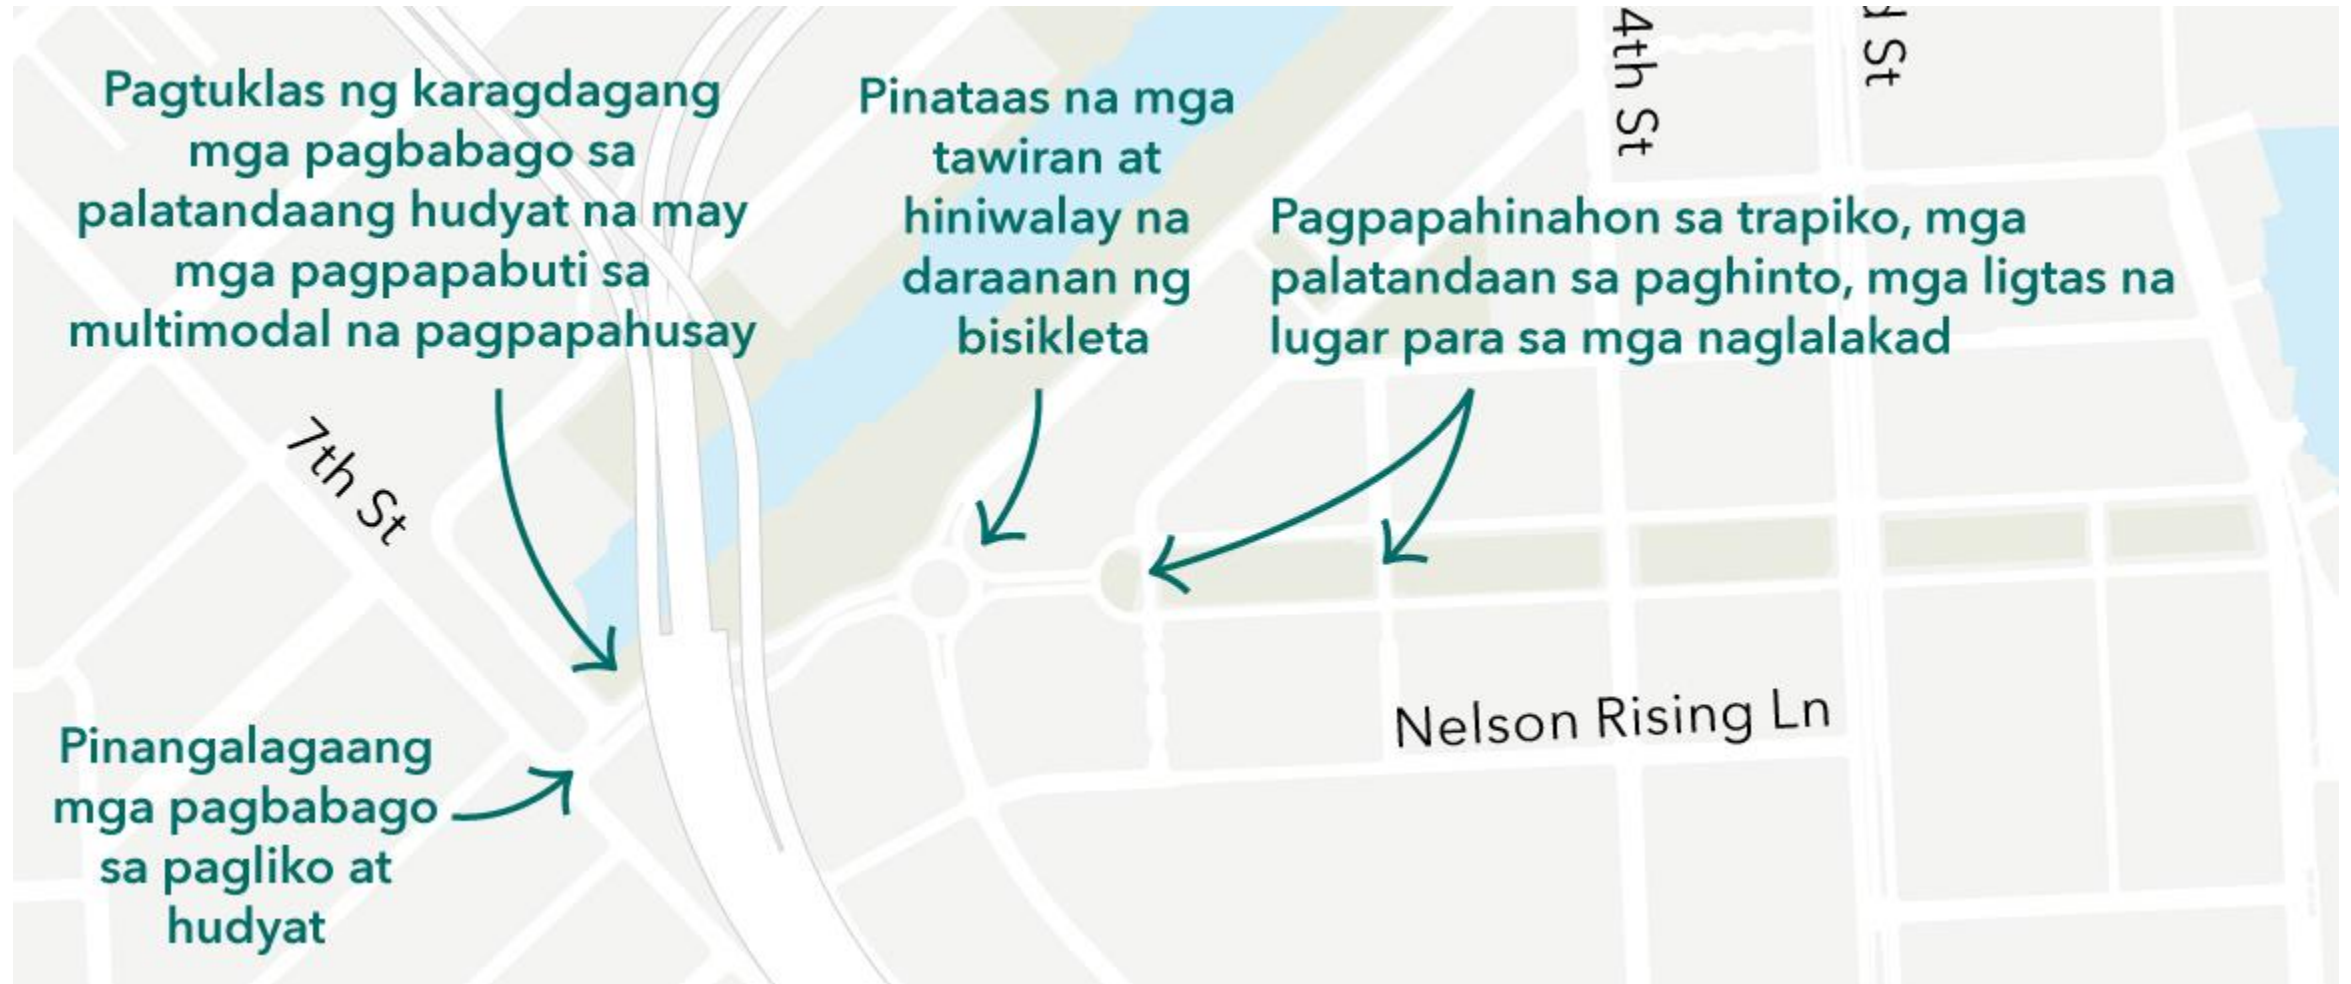 Pagtuklas ng karagdagang
mga pagbabago sa
palatandaang hudyat na may
mga pagpapabuti sa
multimodal na pagpapahusay
Pinataas na mga
tawiran at
hiniwalay na
daraanan ng
bisikleta
Pagpapahinahon sa trapiko, mga
palatandaan sa paghinto, mga ligtas na
lugar para sa mga naglalakad
4th St
St
7th St
Nelson Rising Ln
Pinangalagaang
mga pagbabago
sa pagliko at
hudyat